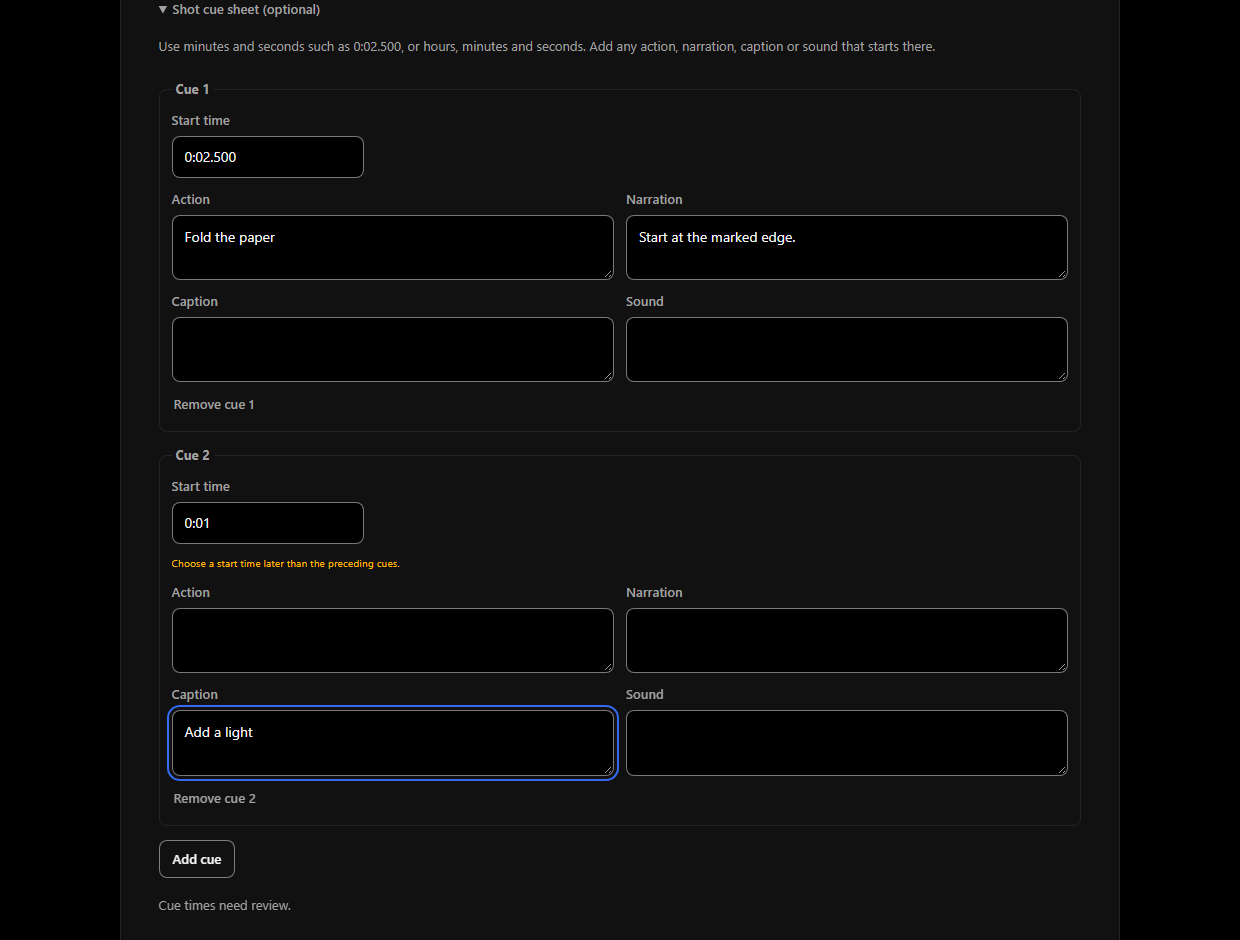 ▼ Shot cue sheet (optional)
Use minutes and seconds such as 0:02.500, or hours, minutes and seconds. Add any action, narration, caption or sound that starts there.
Cue 1
Start time
0:02.500
Action
Narration
Fold the paper
Start at the marked edge.
Caption
Sound
Remove cue 1
Cue 2
Start time
0:01
Choose a start time later than the preceding cues.
Action
Narration
Caption
Sound
Add a light
Remove cue 2
Add cue
Cue times need review.